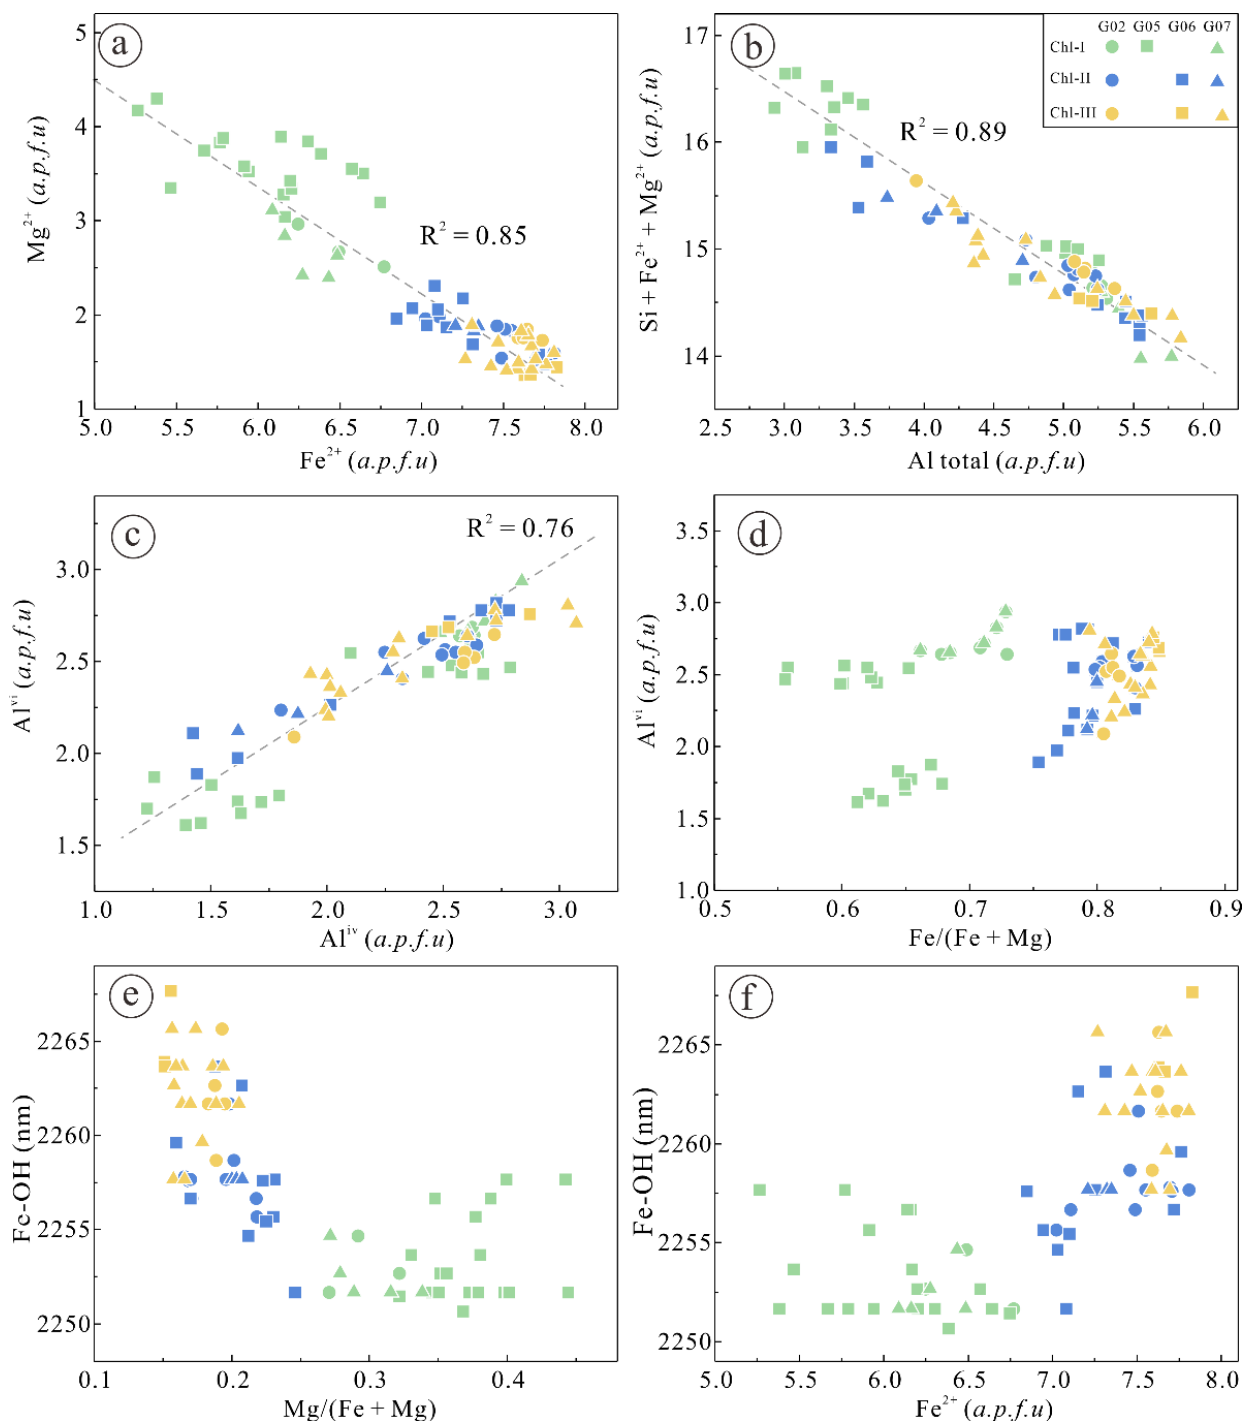 a
5
4
3
2
1
Mg²⁺ (a.p.f.u)
R² = 0.85
5.0 5.5 6.0 6.5 7.0 7.5 8.0
Fe²⁺ (a.p.f.u)
b
17
16
15
14
Si + Fe²⁺ + Mg²⁺ (a.p.f.u)
R² = 0.89
G02 G05 G06 G07
Chl-I
Chl-II
Chl-III
2.5 3.0 3.5 4.0 4.5 5.0 5.5 6.0
Al total (a.p.f.u)
c
3.0
2.5
2.0
1.5
Alᵛⁱ (a.p.f.u)
R² = 0.76
1.0 1.5 2.0 2.5 3.0
Alⁱᵛ (a.p.f.u)
d
3.5
3.0
2.5
2.0
1.5
1.0
Alᵛⁱ (a.p.f.u)
0.5 0.6 0.7 0.8 0.9
Fe/(Fe + Mg)
e
2265
2260
2255
2250
Fe-OH (nm)
0.1 0.2 0.3 0.4
Mg/(Fe + Mg)
f
2265
2260
2255
2250
Fe-OH (nm)
5.0 5.5 6.0 6.5 7.0 7.5 8.0
Fe²⁺ (a.p.f.u)